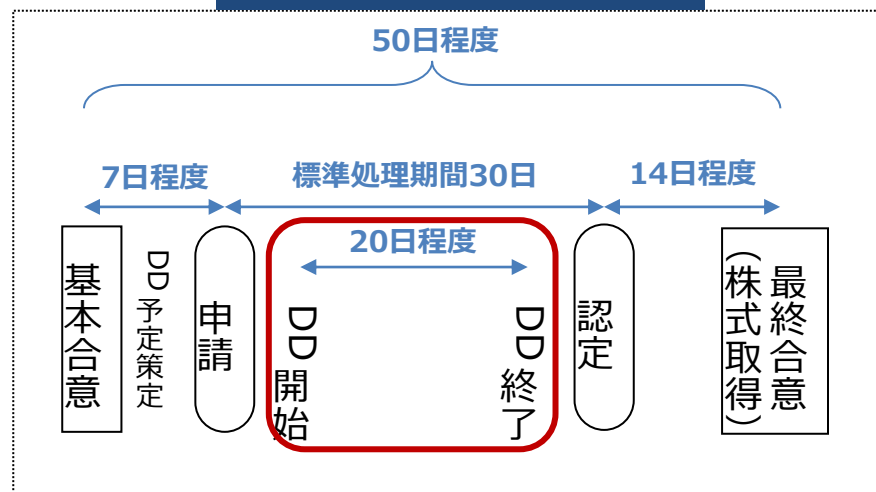 50日程度
7日程度
標準処理期間30日
14日程度
20日程度
基本合意
DD予定策定
申請
DD開始
DD終了
認定
最終合意
(株式取得)